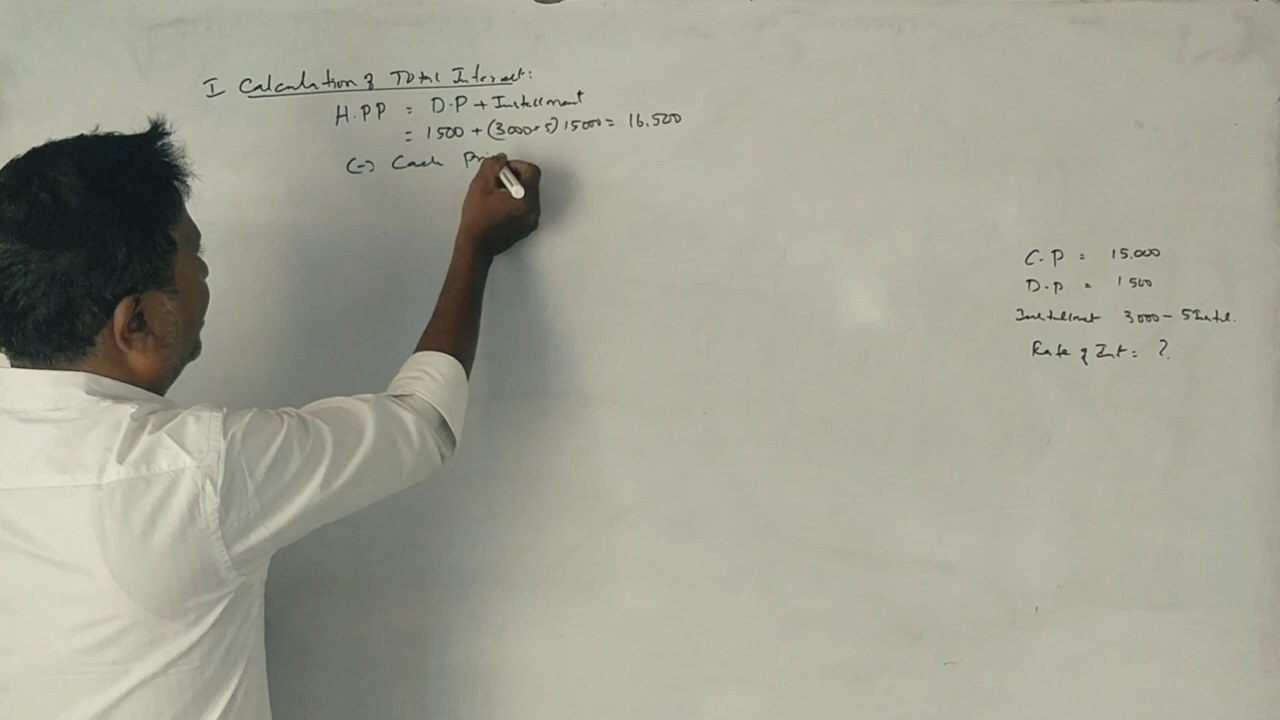 I Calculation of Total Interest:
H.P.P = D.P + Installment
= 1500 + (3000×5) 15000 = 16,500
(-) Cash Pri
C.P = 15,000
D.P = 1500
Installment 3000 - 5 Instl.
Rate of Int = ?